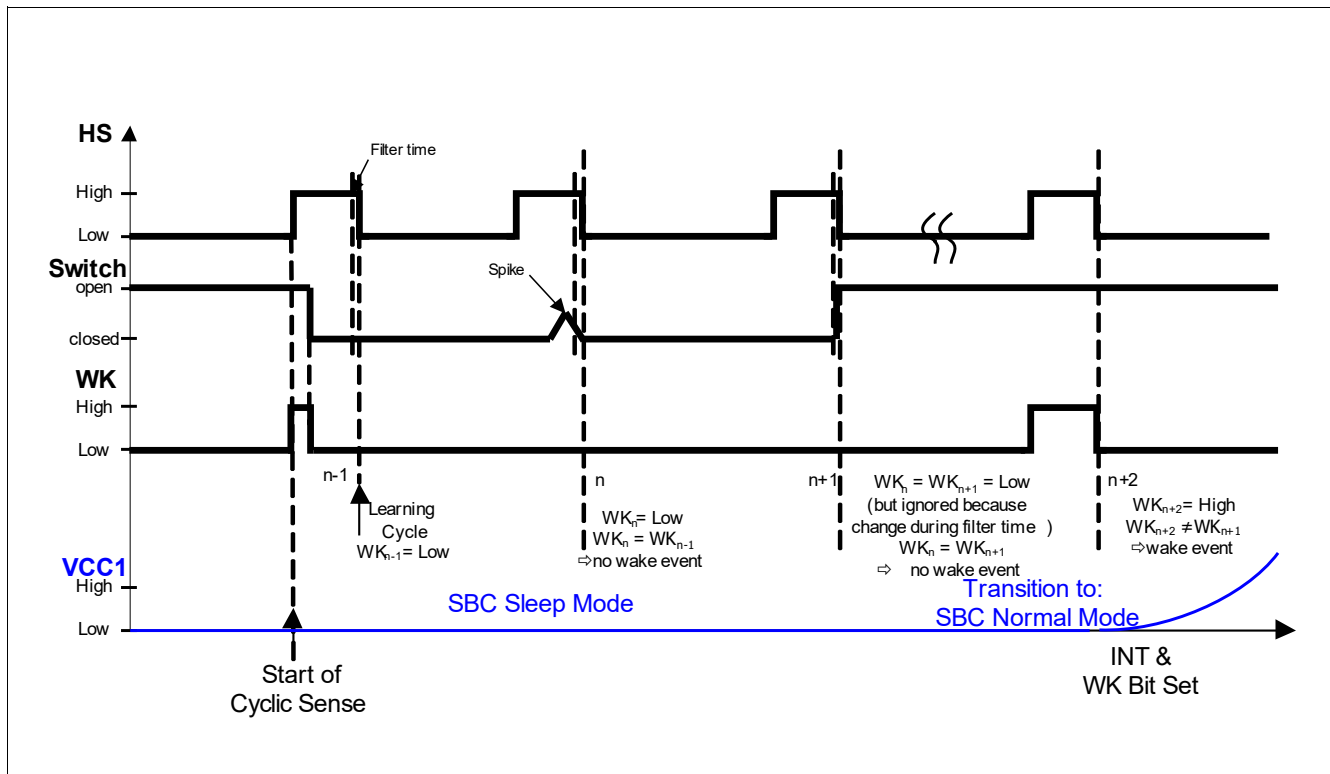 HS
Filter time
High
Low
Switch
open
Spike
closed
WK
High
Low
n-1
n
n+1
n+2
Learning
Cycle
WKn-1 = Low
WKn = Low
WKn = WKn-1
⇨no wake event
WKn = WKn+1 = Low
(but ignored because
change during filter time )
WKn = WKn+1
⇨ no wake event
WKn+2 = High
WKn+2 ≠ WKn+1
⇨wake event
VCC1
High
Low
SBC Sleep Mode
Transition to:
SBC Normal Mode
Start of
Cyclic Sense
INT &
WK Bit Set